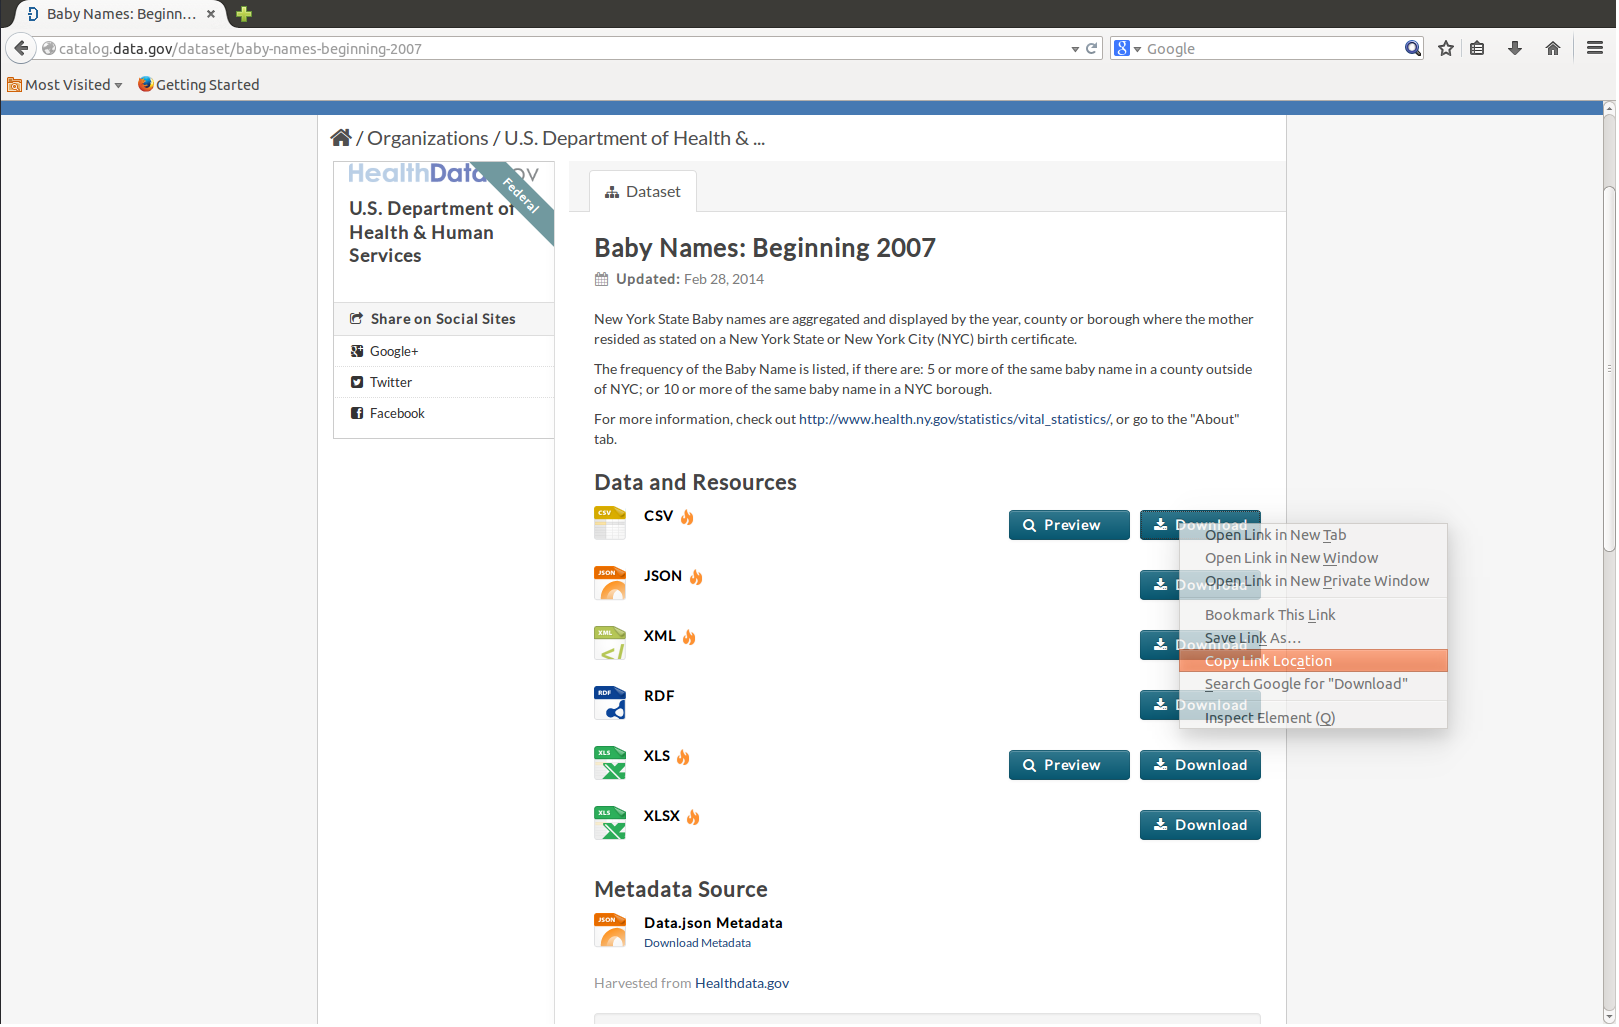 Baby Names: Beginn...
catalog.data.gov/dataset/baby-names-beginning-2007
Google
Most Visited
Getting Started
/ Organizations / U.S. Department of Health & ...
HealthData
Federal
U.S. Department of
Health & Human
Services
Share on Social Sites
Google+
Twitter
Facebook
Dataset
Baby Names: Beginning 2007
Updated: Feb 28, 2014
New York State Baby names are aggregated and displayed by the year, county or borough where the mother
resided as stated on a New York State or New York City (NYC) birth certificate.
The frequency of the Baby Name is listed, if there are: 5 or more of the same baby name in a county outside
of NYC; or 10 or more of the same baby name in a NYC borough.
For more information, check out http://www.health.ny.gov/statistics/vital_statistics/, or go to the "About"
tab.
Data and Resources
CSV
CSV
Preview
Download
JSON
JSON
Download
XML
XML
Download
RDF
RDF
Download
XLS
XLS
Preview
Download
XLS
XLSX
Download
Open Link in New Tab
Open Link in New Window
Open Link in New Private Window
Bookmark This Link
Save Link As...
Copy Link Location
Search Google for "Download"
Inspect Element (Q)
Metadata Source
JSON
Data.json Metadata
Download Metadata
Harvested from Healthdata.gov